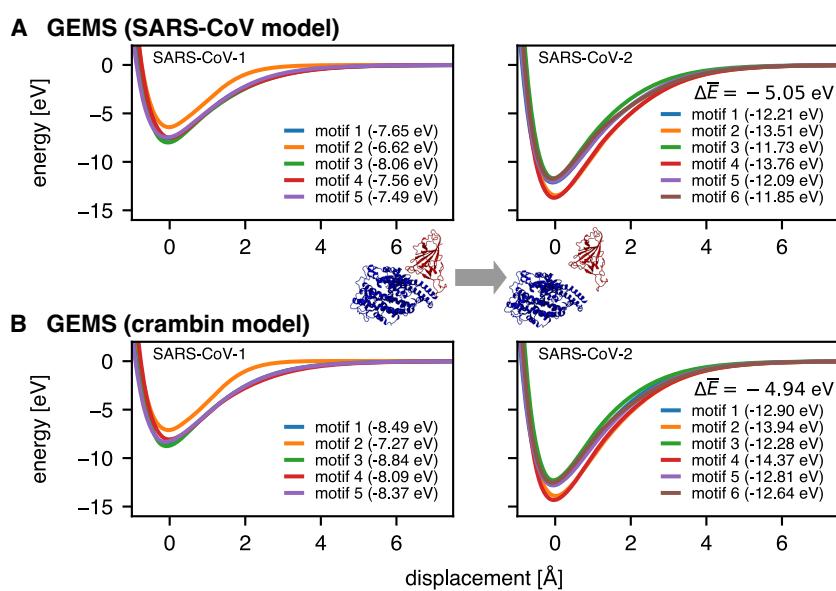 A GEMS (SARS-CoV model)
SARS-CoV-1
energy [eV]
0
−5
−10
−15
motif 1 (-7.65 eV)
motif 2 (-6.62 eV)
motif 3 (-8.06 eV)
motif 4 (-7.56 eV)
motif 5 (-7.49 eV)
0 2 4 6
SARS-CoV-2
ΔE̅ = − 5.05 eV
motif 1 (-12.21 eV)
motif 2 (-13.51 eV)
motif 3 (-11.73 eV)
motif 4 (-13.76 eV)
motif 5 (-12.09 eV)
motif 6 (-11.85 eV)
0 2 4 6
B GEMS (crambin model)
SARS-CoV-1
energy [eV]
0
−5
−10
−15
motif 1 (-8.49 eV)
motif 2 (-7.27 eV)
motif 3 (-8.84 eV)
motif 4 (-8.09 eV)
motif 5 (-8.37 eV)
0 2 4 6
SARS-CoV-2
ΔE̅ = − 4.94 eV
motif 1 (-12.90 eV)
motif 2 (-13.94 eV)
motif 3 (-12.28 eV)
motif 4 (-14.37 eV)
motif 5 (-12.81 eV)
motif 6 (-12.64 eV)
0 2 4 6
displacement [Å]